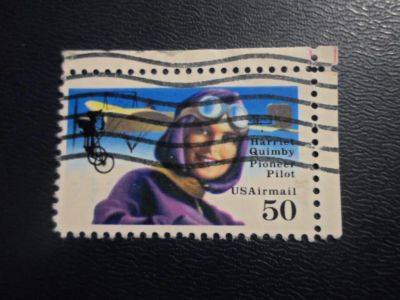 Harriet
Quimby
Pioneer
Pilot
USAirmail
50